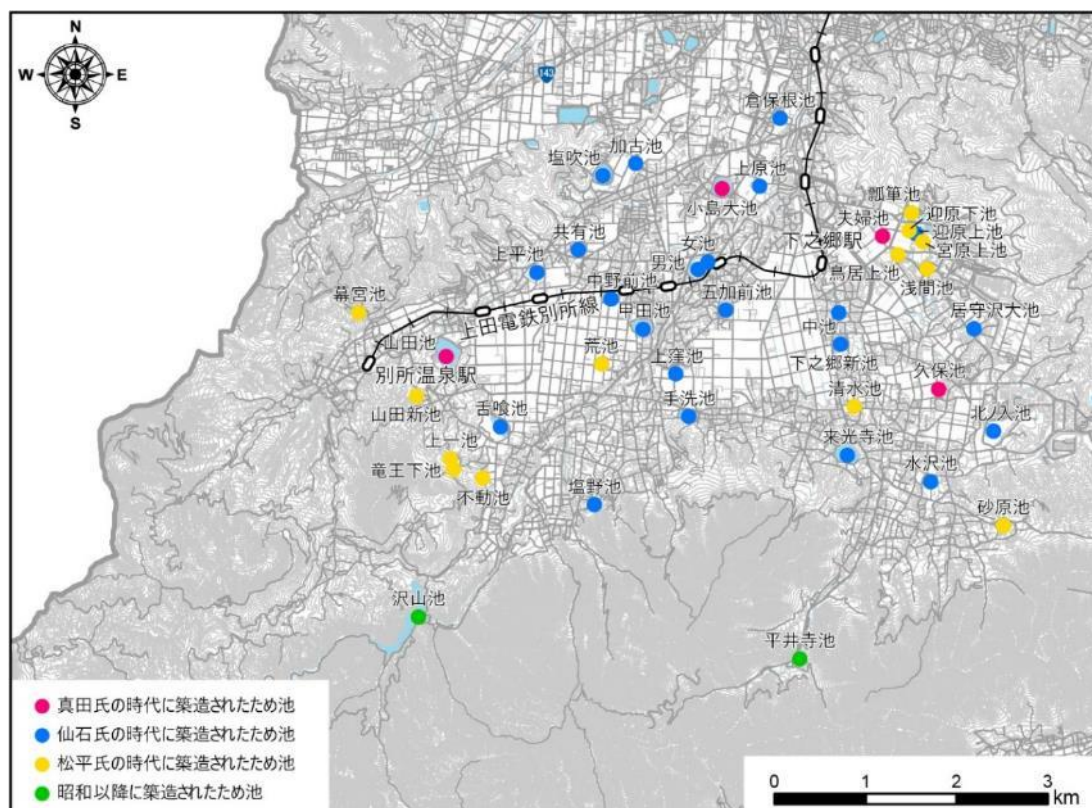 N
W E
S
143
倉保根池
加古池
塩吹池
上原池
小島大池
瓢箪池
迎原下池
夫婦池
迎原上池
宮原上池
下之郷駅
女池
共有池
男池
鳥居上池
上平池
浅間池
中野前池
幕宮池
五加前池
居守沢大池
上田電鉄別所線
甲田池
中池
山田池
荒池
上窪池
下之郷新池
別所温泉駅
久保池
清水池
山田新池
手洗池
舌喰池
北ノ入池
来光寺池
上一池
竜王下池
水沢池
不動池
塩野池
砂原池
沢山池
平井寺池
真田氏の時代に築造されたため池
仙石氏の時代に築造されたため池
松平氏の時代に築造されたため池
昭和以降に築造されたため池
0 1 2 3
km